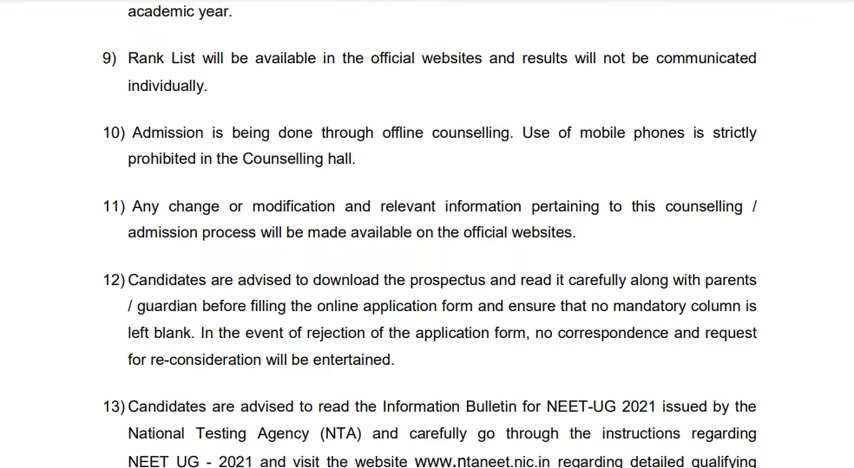 academic year.
9) Rank List will be available in the official websites and results will not be communicated
individually.
10) Admission is being done through offline counselling. Use of mobile phones is strictly
prohibited in the Counselling hall.
11) Any change or modification and relevant information pertaining to this counselling /
admission process will be made available on the official websites.
12) Candidates are advised to download the prospectus and read it carefully along with parents
/ guardian before filling the online application form and ensure that no mandatory column is
left blank. In the event of rejection of the application form, no correspondence and request
for re-consideration will be entertained.
13) Candidates are advised to read the Information Bulletin for NEET-UG 2021 issued by the
National Testing Agency (NTA) and carefully go through the instructions regarding
NEET UG - 2021 and visit the website www.ntaneet.nic.in regarding detailed qualifying